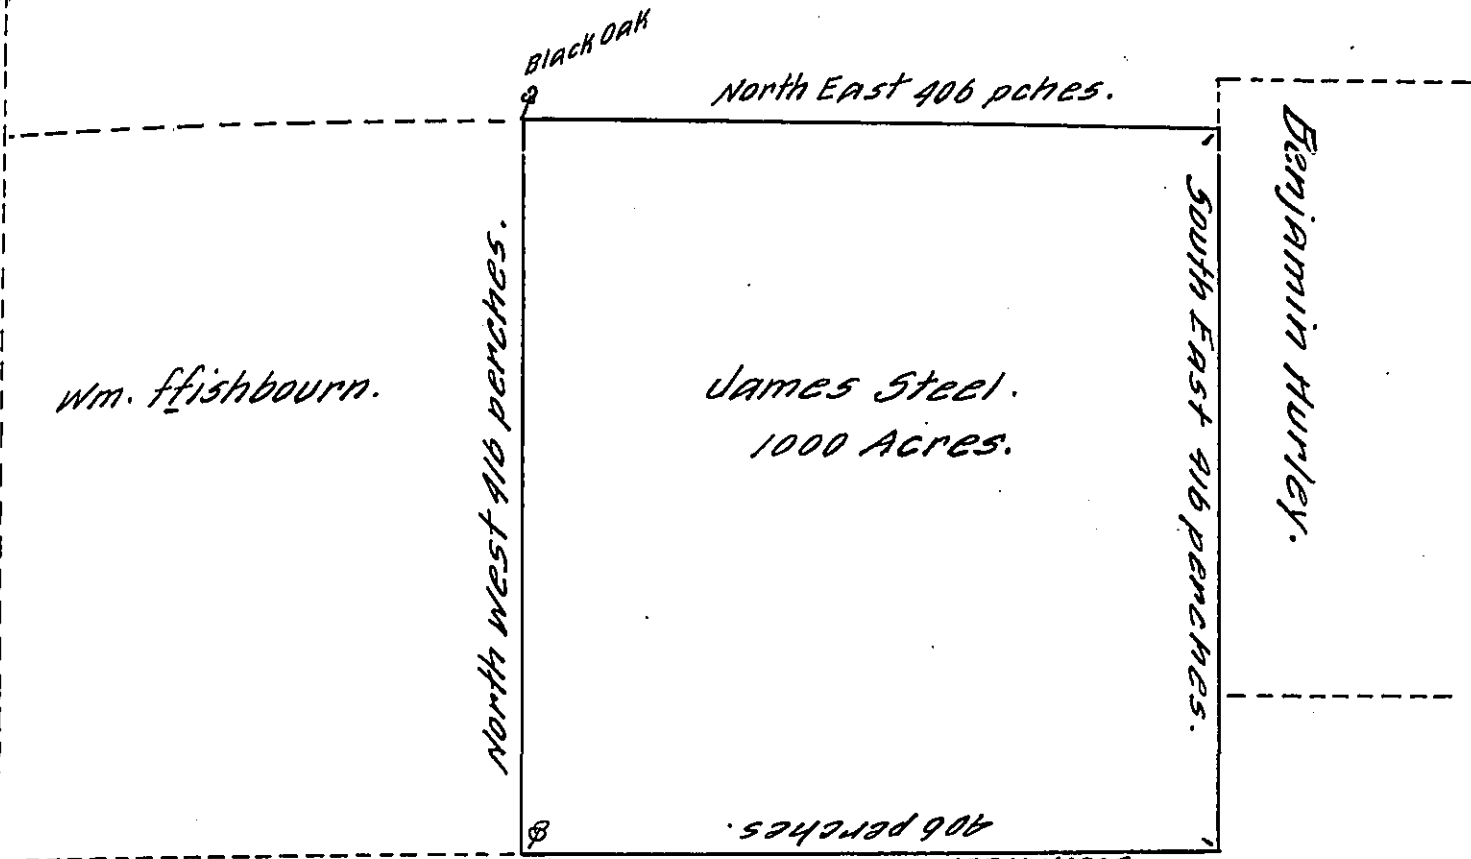 Black Oak
North East 406 pches.
Benjamin Hurley.
North West 416 perches.
South East 416 perches.
Wm. ffishbourn.
James Steel.
1000 Acres.
406 perches.